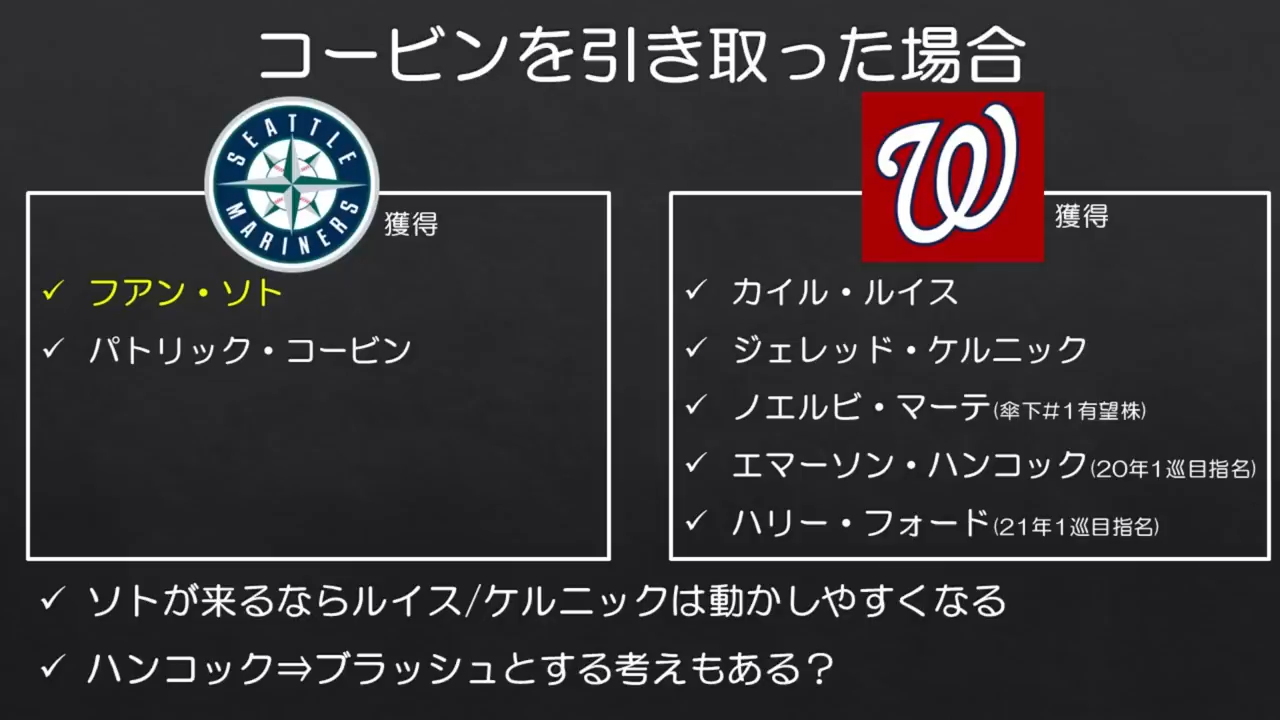 コービンを引き取った場合
SEATTLE
MARINERS
獲得
✓ フアン・ソト
✓ パトリック・コービン
W
獲得
✓ カイル・ルイス
✓ ジェレッド・ケルニック
✓ ノエルビ・マーテ(傘下#1有望株)
✓ エマーソン・ハンコック(20年1巡目指名)
✓ ハリー・フォード(21年1巡目指名)
✓ ソトが来るならルイス/ケルニックは動かしやすくなる
✓ ハンコック⇒ブラッシュとする考えもある？